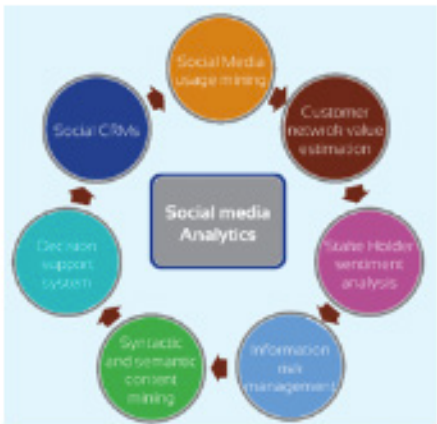 Social Media
usage mining
Customer
network value
estimation
Stake Holder
sentiment
analysis
Information
risk
management
Syntactic
and semantic
content
mining
Decision
support
system
Social CRMs
Social media
Analytics